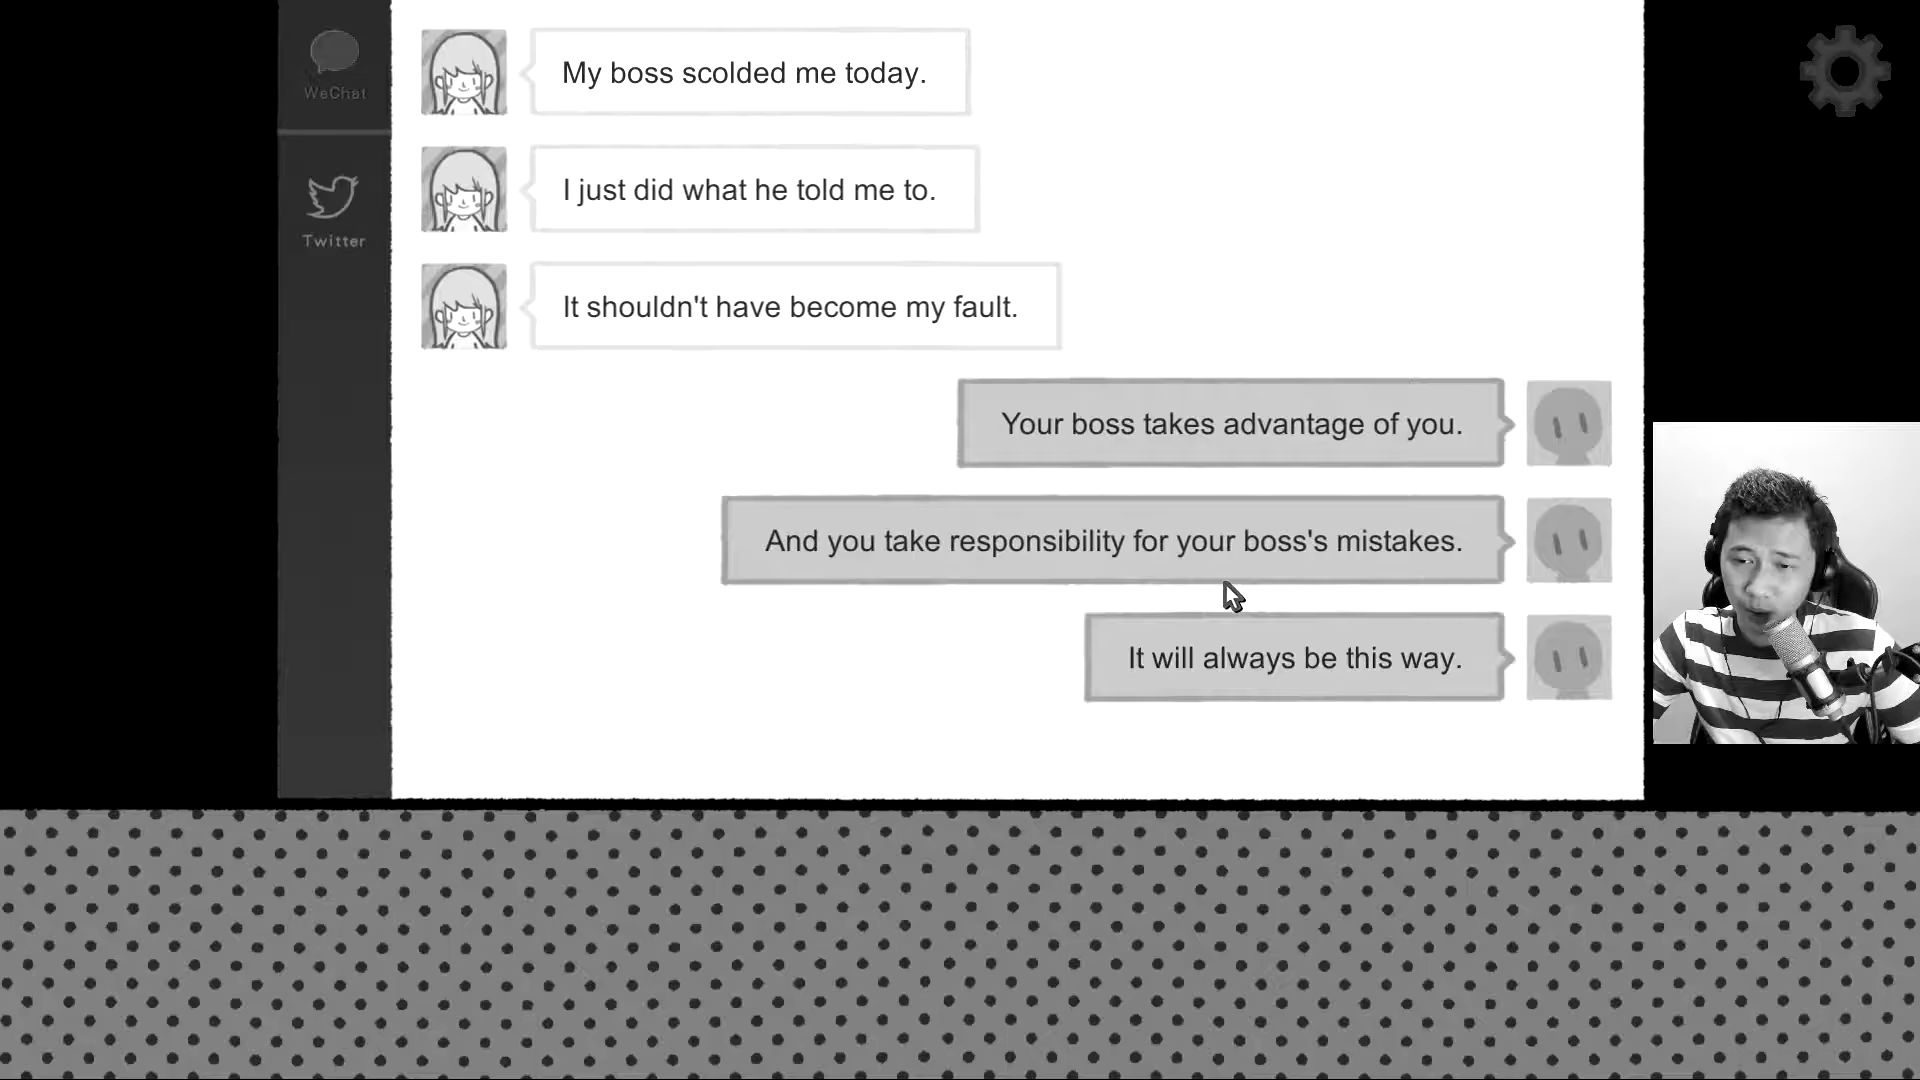 WeChat
Twitter
My boss scolded me today.
I just did what he told me to.
It shouldn't have become my fault.
Your boss takes advantage of you.
And you take responsibility for your boss's mistakes.
It will always be this way.